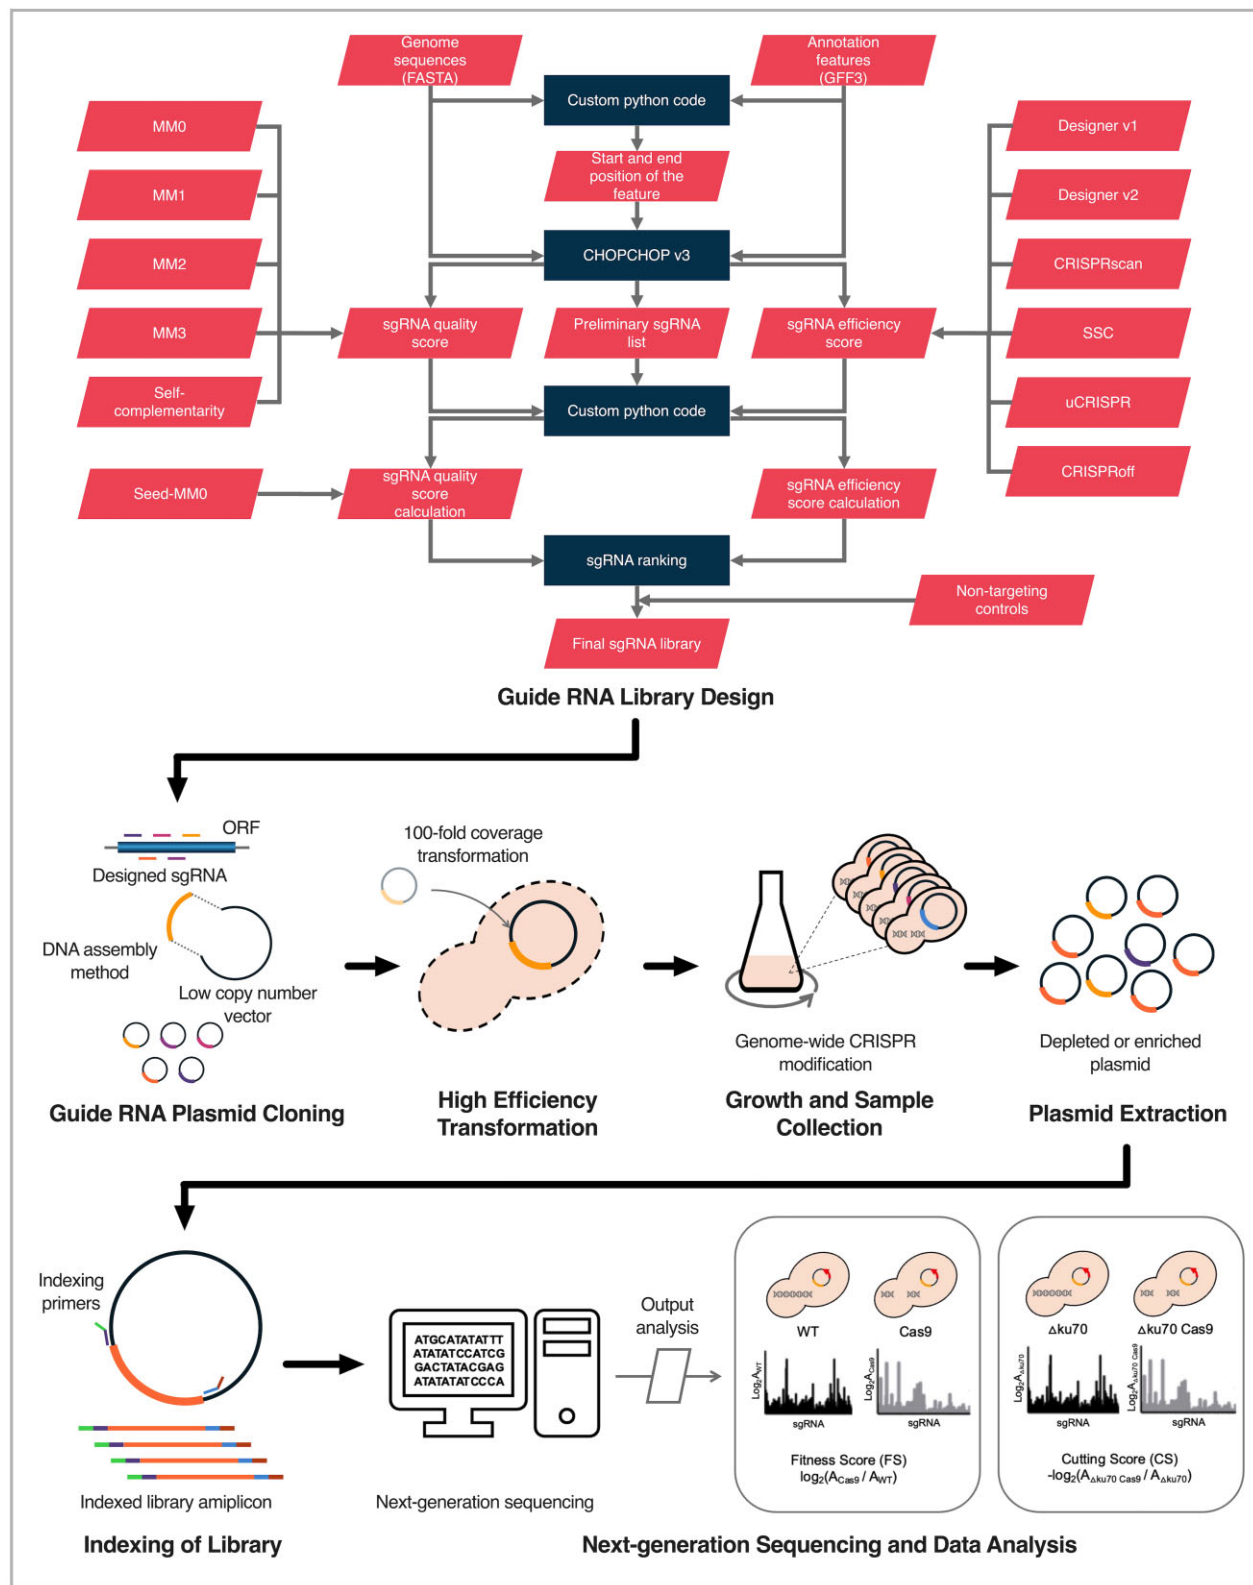 Genome
sequences
(FASTA)
Annotation
features
(GFF3)
Custom python code
MM0
Designer v1
Start and end
position of the
feature
MM1
Designer v2
CHOPCHOP v3
MM2
CRISPRscan
MM3
sgRNA quality
score
Preliminary sgRNA
list
sgRNA efficiency
score
SSC
Self-
complementarity
Custom python code
uCRISPR
Seed-MM0
sgRNA quality
score
calculation
sgRNA efficiency
score calculation
CRISPRoff
sgRNA ranking
Non-targeting
controls
Final sgRNA library
Guide RNA Library Design
ORF
Designed sgRNA
DNA assembly
method
Low copy number
vector
Guide RNA Plasmid Cloning
100-fold coverage
transformation
High Efficiency
Transformation
Genome-wide CRISPR
modification
Growth and Sample
Collection
Depleted or enriched
plasmid
Plasmid Extraction
Indexing
primers
Indexed library amiplicon
Indexing of Library
ATGCATATATTT
ATATATCCATCG
GACTATACGAG
ATATATATCCCA
Next-generation sequencing
Output
analysis
WT
Cas9
Log2AWT
sgRNA
Log2ACas9
sgRNA
Fitness Score (FS)
log2(ACas9 / AWT)
Δku70
Δku70 Cas9
Log2AΔku70
sgRNA
Log2AΔku70 Cas9
sgRNA
Cutting Score (CS)
-log2(AΔku70 Cas9 / AΔku70)
Next-generation Sequencing and Data Analysis